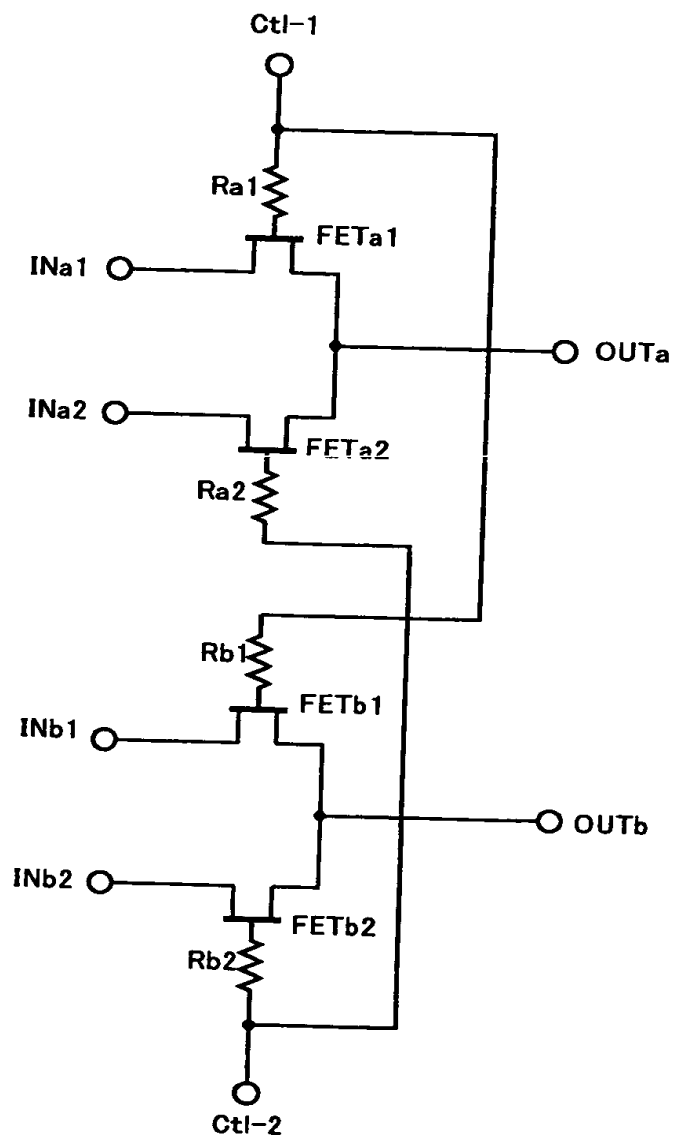 Ctl-1
Ra1
FETa1
INa1
OUTa
INa2
FETa2
Ra2
Rb1
FETb1
INb1
OUTb
INb2
FETb2
Rb2
Ctl-2